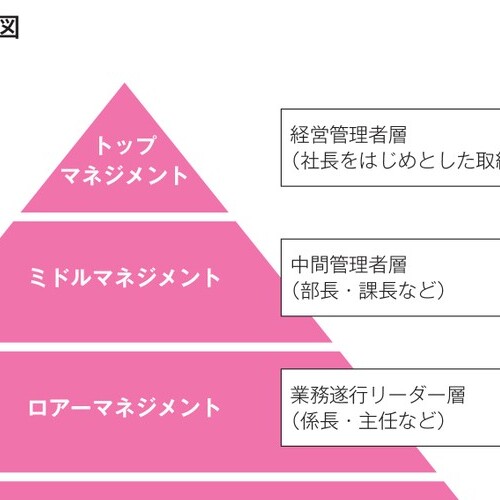 図
トップ
マネジメント
経営管理者層
（社長をはじめとした取
ミドルマネジメント
中間管理者層
（部長・課長など）
ロアーマネジメント
業務遂行リーダー層
（係長・主任など）